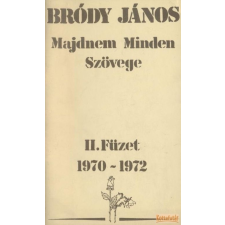 BRÓDY JÁNOS
Majdnem Minden
Szövege
II. Füzet
1970-1972